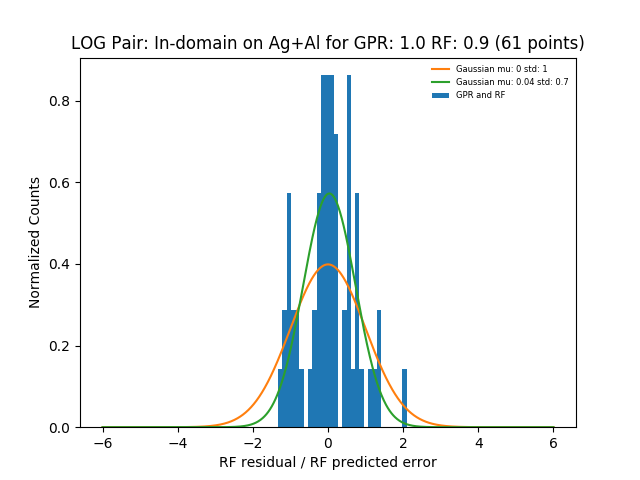 LOG Pair: In-domain on Ag+Al for GPR: 1.0 RF: 0.9 (61 points)
Gaussian mu: 0 std: 1
Gaussian mu: 0.04 std: 0.7
GPR and RF
Normalized Counts
0.8
0.6
0.4
0.2
0.0
−6
−4
−2
0
2
4
6
RF residual / RF predicted error